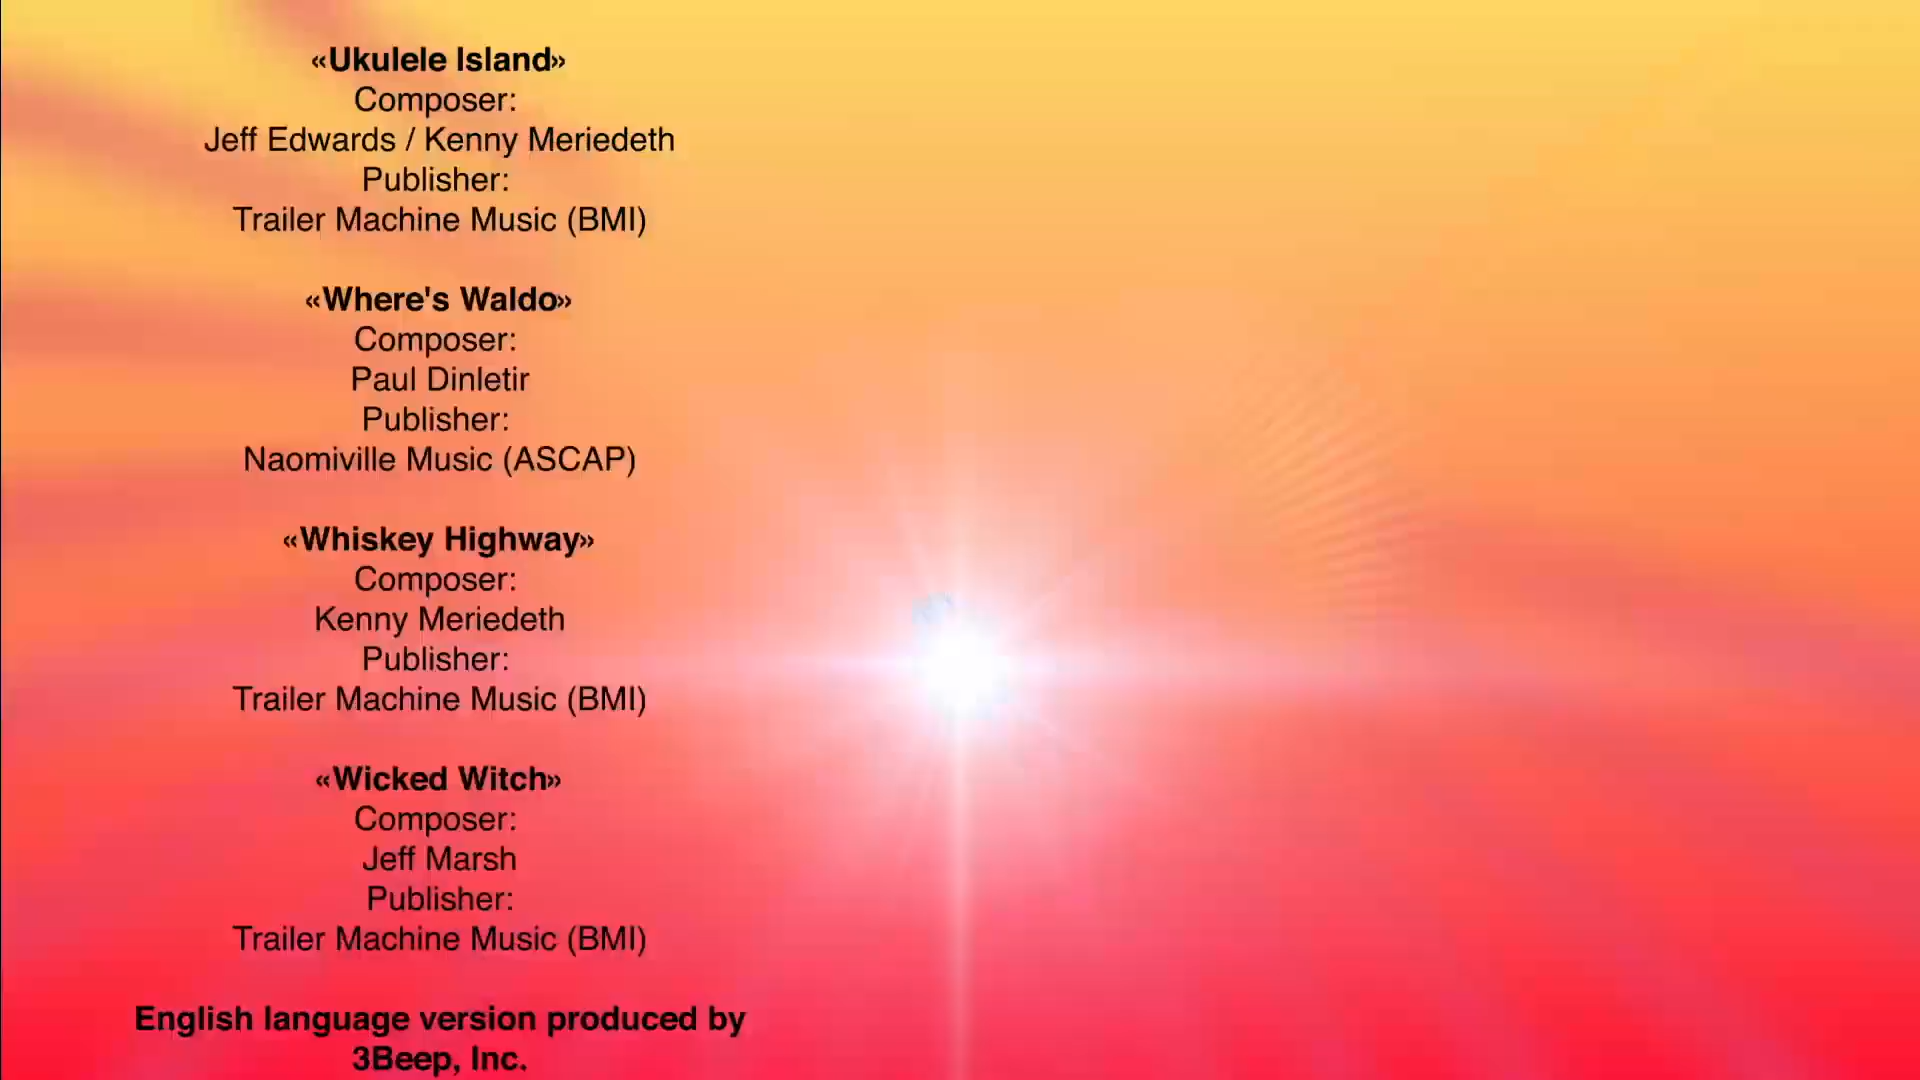 «Ukulele Island»
Composer:
Jeff Edwards / Kenny Meriedeth
Publisher:
Trailer Machine Music (BMI)
«Where's Waldo»
Composer:
Paul Dinletir
Publisher:
Naomiville Music (ASCAP)
«Whiskey Highway»
Composer:
Kenny Meriedeth
Publisher:
Trailer Machine Music (BMI)
«Wicked Witch»
Composer:
Jeff Marsh
Publisher:
Trailer Machine Music (BMI)
English language version produced by
3Beep, Inc.